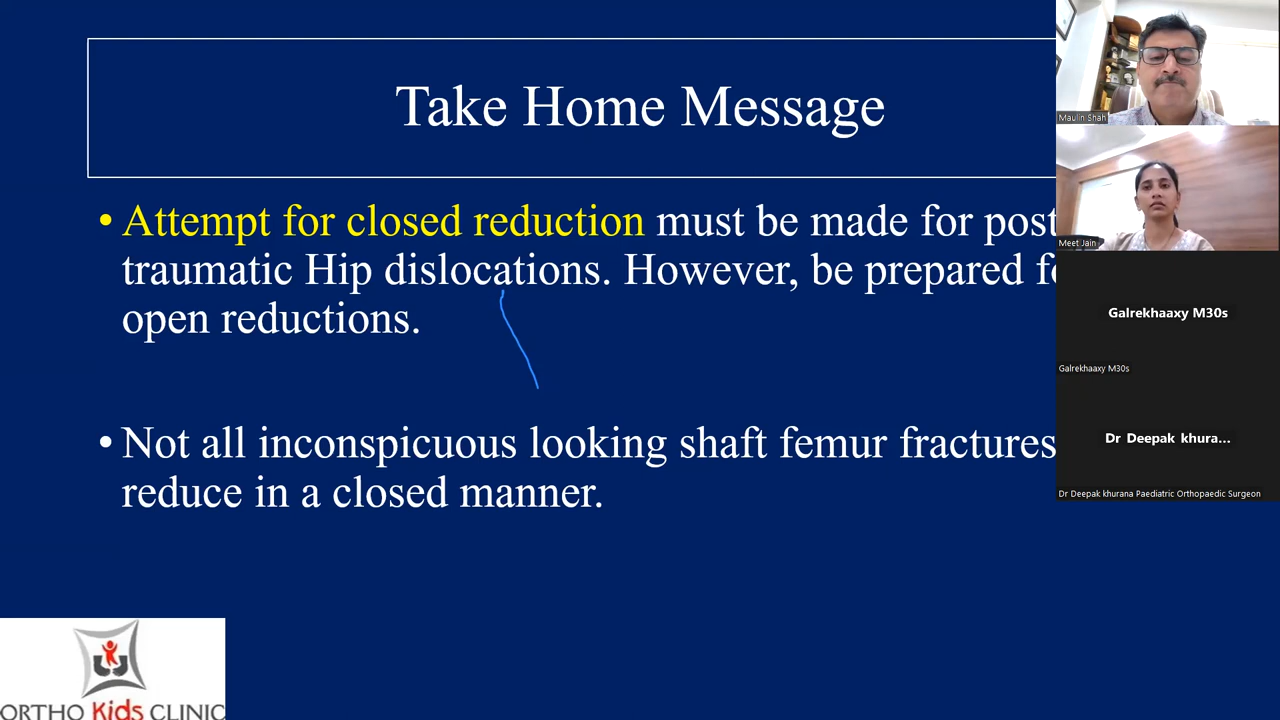 Take Home Message
• Attempt for closed reduction must be made for post
traumatic Hip dislocations. However, be prepared fo
open reductions.
• Not all inconspicuous looking shaft femur fractures
reduce in a closed manner.
ORTHO Kids CLINIC
Maulin Shah
Meet Jain
Galrekhaaxy M30s
Galrekhaaxy M30s
Dr Deepak khura...
Dr Deepak khurana Paediatric Orthopaedic Surgeon